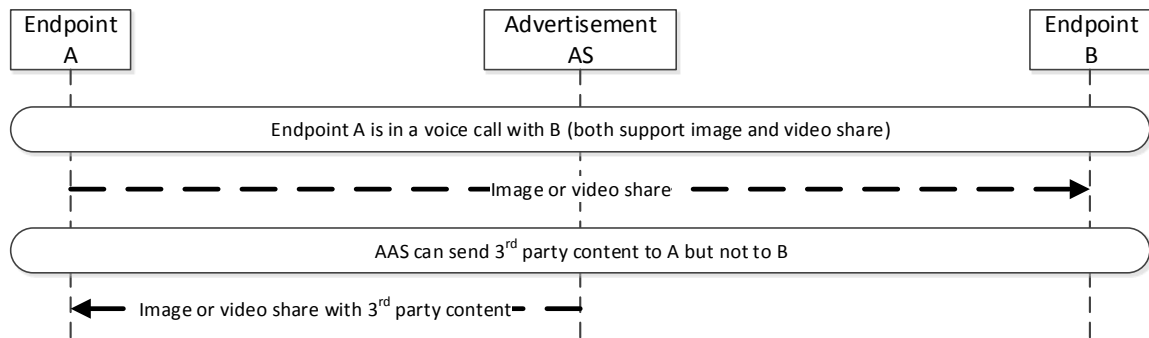 Endpoint
A
Advertisement
AS
Endpoint
B
Endpoint A is in a voice call with B (both support image and video share)
Image or video share
AAS can send 3rd party content to A but not to B
Image or video share with 3rd party content